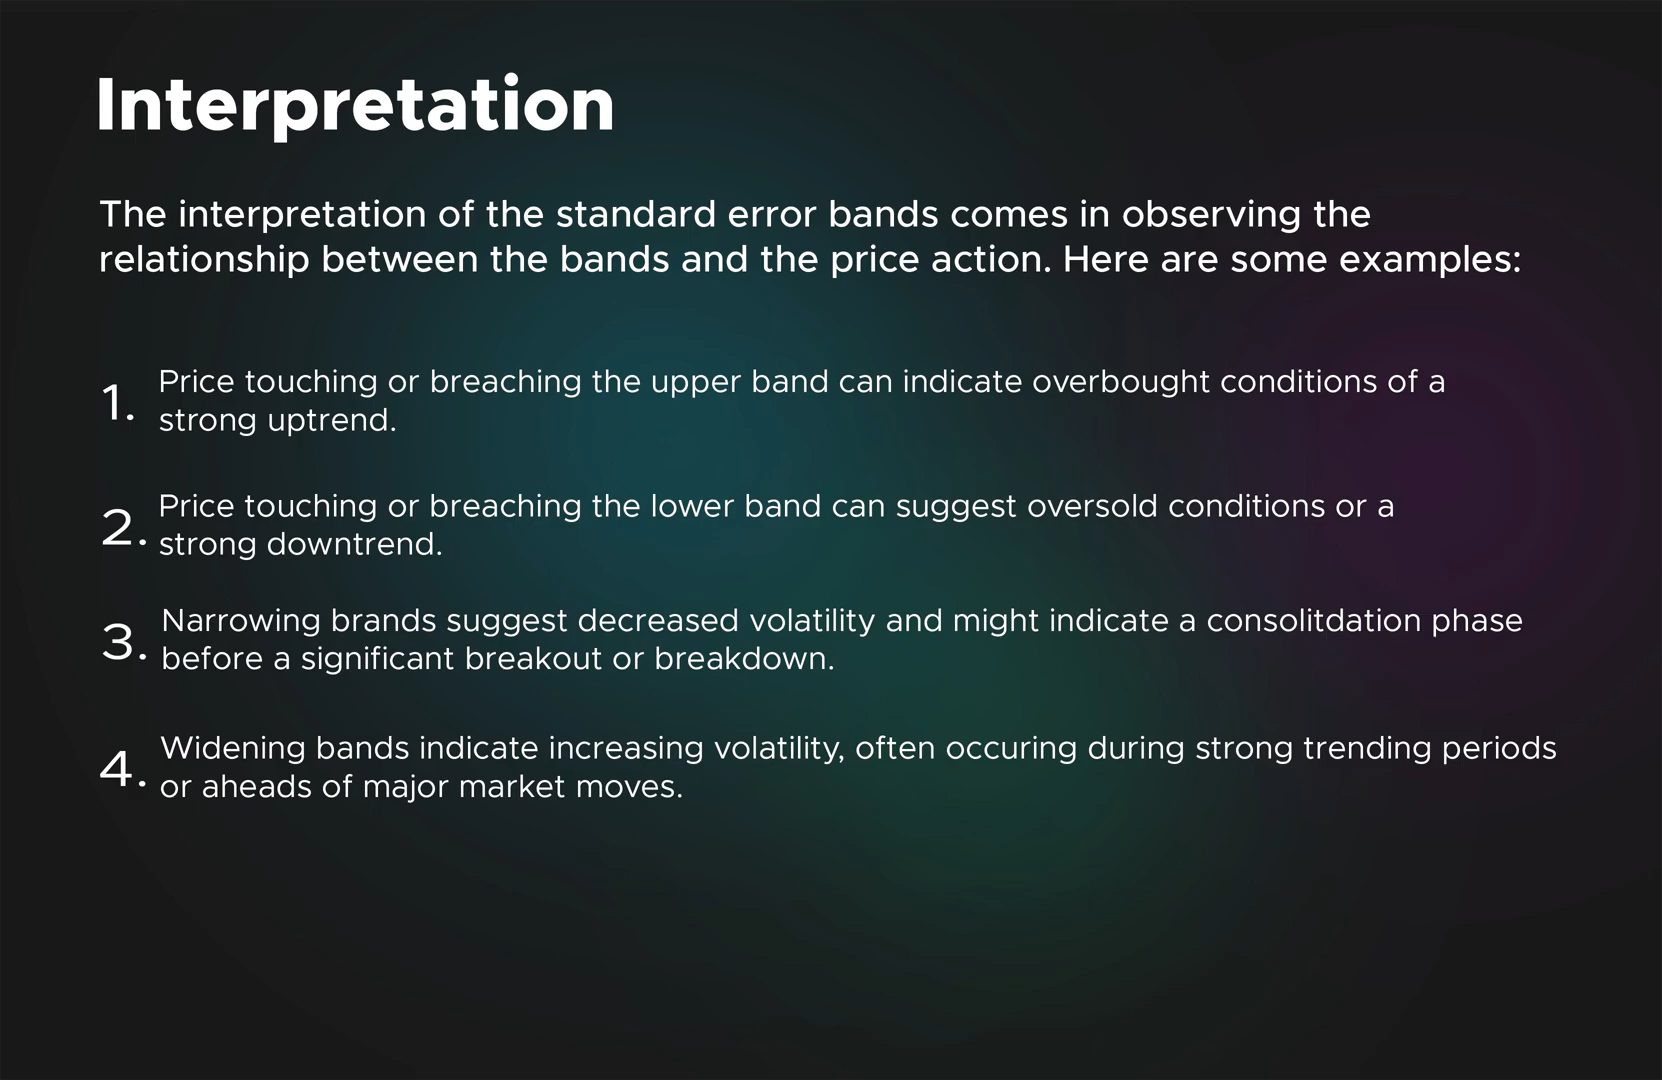 Interpretation
The interpretation of the standard error bands comes in observing the
relationship between the bands and the price action. Here are some examples:
1. Price touching or breaching the upper band can indicate overbought conditions of a
strong uptrend.
2. Price touching or breaching the lower band can suggest oversold conditions or a
strong downtrend.
3. Narrowing brands suggest decreased volatility and might indicate a consolitdation phase
before a significant breakout or breakdown.
4. Widening bands indicate increasing volatility, often occuring during strong trending periods
or aheads of major market moves.